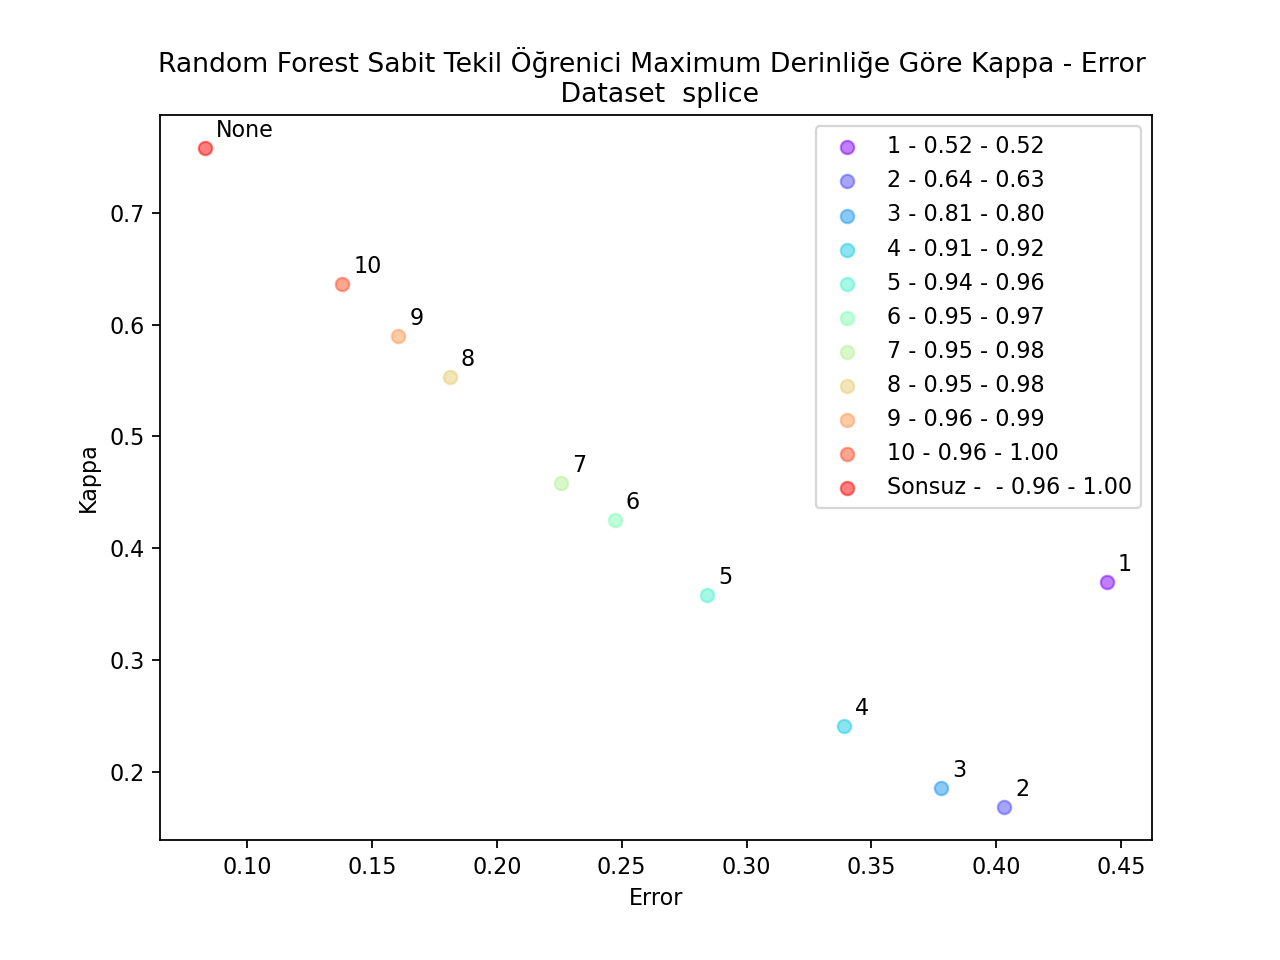 Random Forest Sabit Tekil Öğrenici Maximum Derinliğe Göre Kappa - Error
Dataset  splice
None
10
9
8
7
6
5
4
3
2
1
1 - 0.52 - 0.52
2 - 0.64 - 0.63
3 - 0.81 - 0.80
4 - 0.91 - 0.92
5 - 0.94 - 0.96
6 - 0.95 - 0.97
7 - 0.95 - 0.98
8 - 0.95 - 0.98
9 - 0.96 - 0.99
10 - 0.96 - 1.00
Sonsuz -  - 0.96 - 1.00
Kappa
0.7
0.6
0.5
0.4
0.3
0.2
0.10 0.15 0.20 0.25 0.30 0.35 0.40 0.45
Error